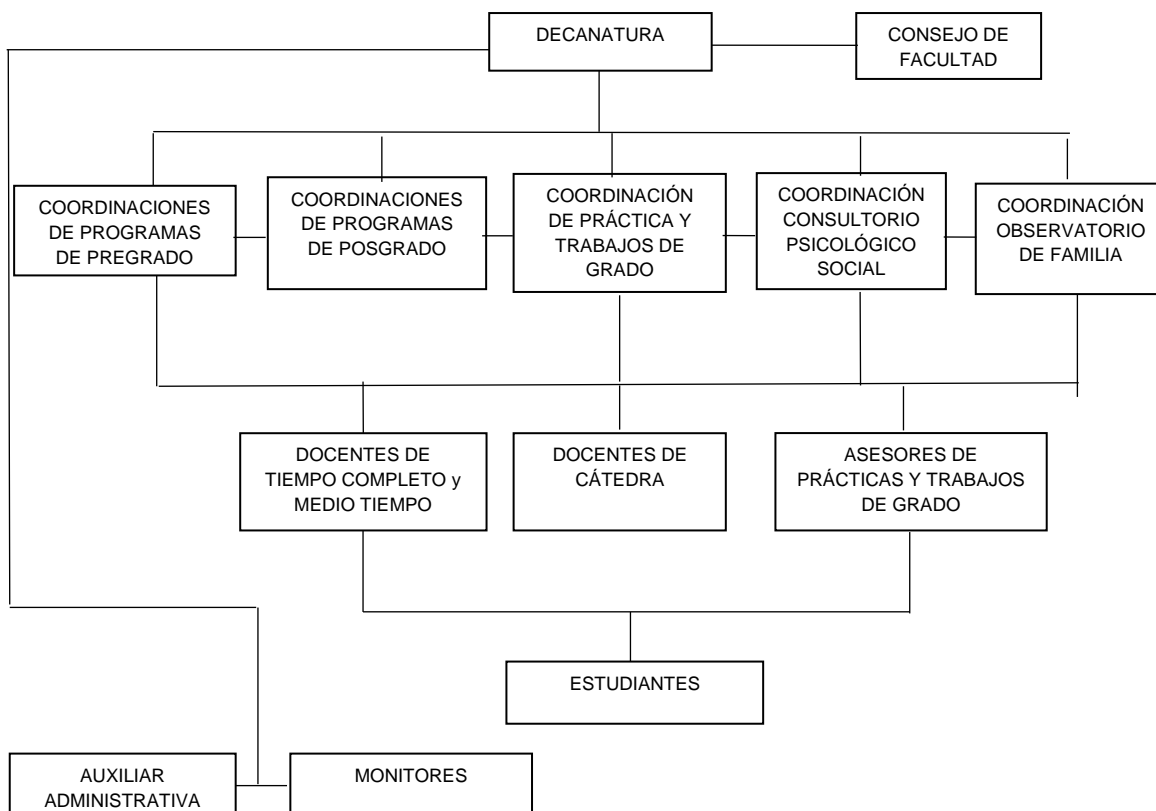 DECANATURA
CONSEJO DE
FACULTAD
COORDINACIONES
DE PROGRAMAS
DE PREGRADO
COORDINACIONES
DE PROGRAMAS
DE POSGRADO
COORDINACIÓN
DE PRÁCTICA Y
TRABAJOS DE
GRADO
COORDINACIÓN
CONSULTORIO
PSICOLÓGICO
SOCIAL
COORDINACIÓN
OBSERVATORIO
DE FAMILIA
DOCENTES DE
TIEMPO COMPLETO y
MEDIO TIEMPO
DOCENTES DE
CÁTEDRA
ASESORES DE
PRÁCTICAS Y TRABAJOS
DE GRADO
ESTUDIANTES
AUXILIAR
ADMINISTRATIVA
MONITORES